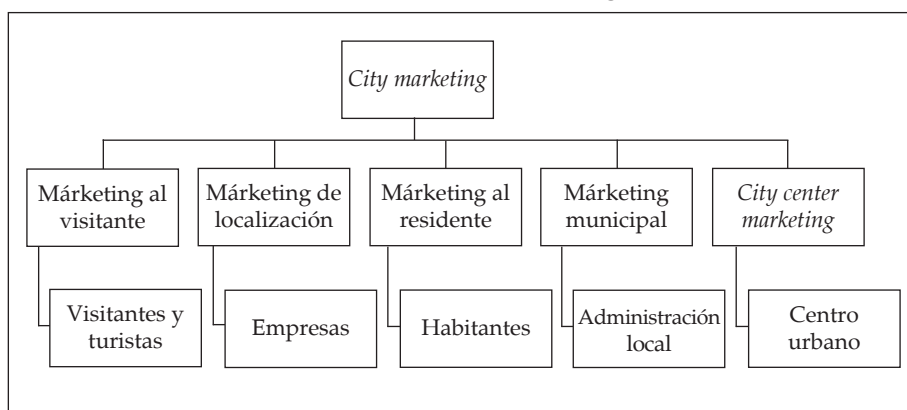 City marketing
Márketing al
visitante
Márketing de
localización
Márketing al
residente
Márketing
municipal
City center
marketing
Visitantes y
turistas
Empresas
Habitantes
Administración
local
Centro
urbano